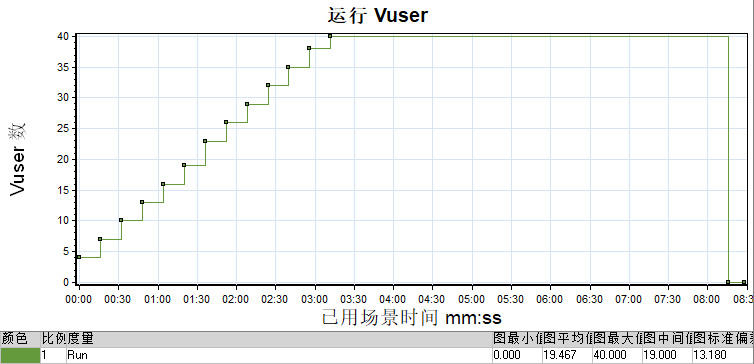 运行 Vuser
40
35
30
25
20
15
10
5
0
Vuser 数
00:00 00:30 01:00 01:30 02:00 02:30 03:00 03:30 04:00 04:30 05:00 05:30 06:00 06:30 07:00 07:30 08:00 08:3
已用场景时间 mm:ss
颜色 比例 度量 图最小值 图平均值 图最大值 图中间值 图标准偏差
1 Run 0.000 19.467 40.000 19.000 13.180